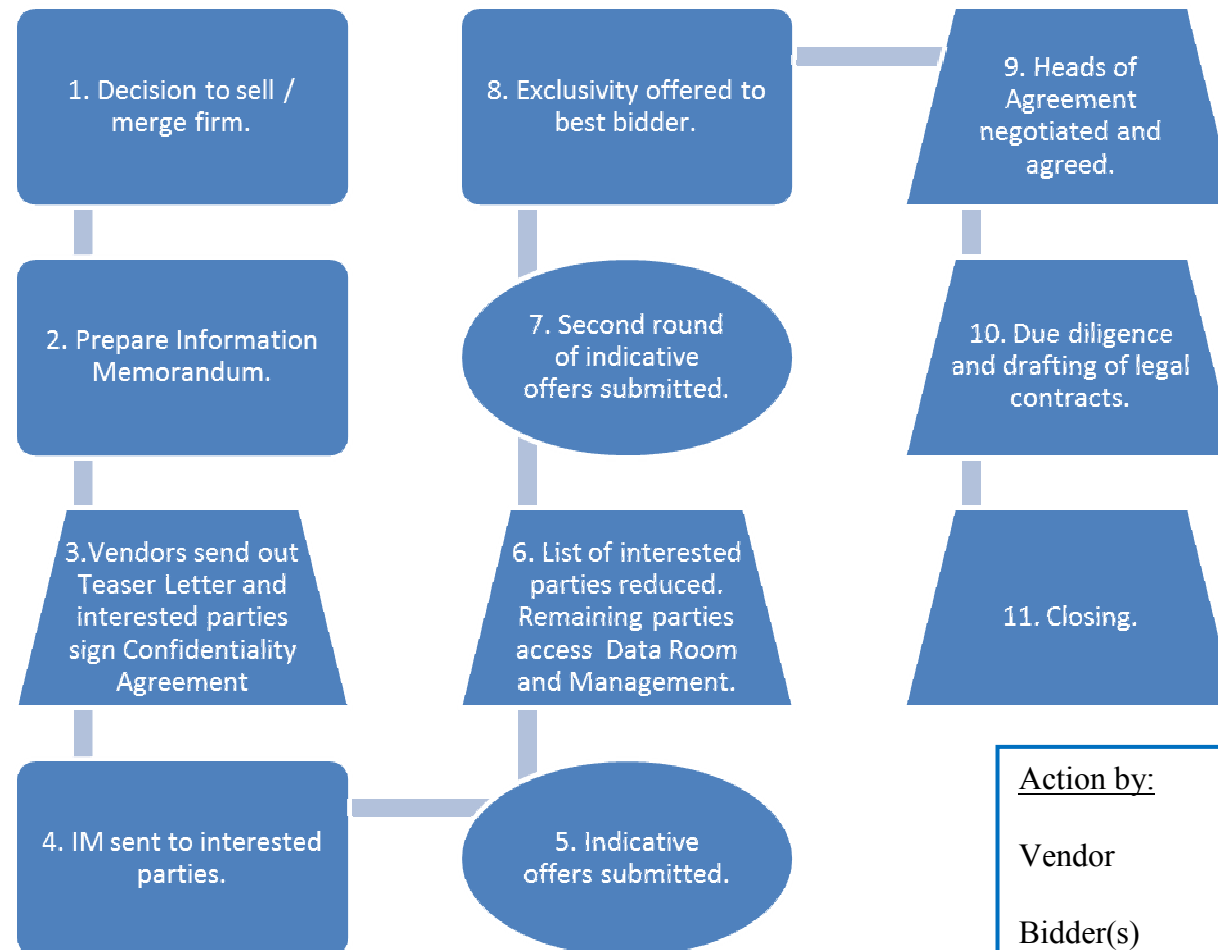 1. Decision to sell /
merge firm.
2. Prepare Information
Memorandum.
3.Vendors send out
Teaser Letter and
interested parties
sign Confidentiality
Agreement
4. IM sent to interested
parties.
5. Indicative
offers submitted.
6. List of interested
parties reduced.
Remaining parties
access Data Room
and Management.
7. Second round
of indicative
offers submitted.
8. Exclusivity offered to
best bidder.
9. Heads of
Agreement
negotiated and
agreed.
10. Due diligence
and drafting of legal
contracts.
11. Closing.
Action by:
Vendor
Bidder(s)